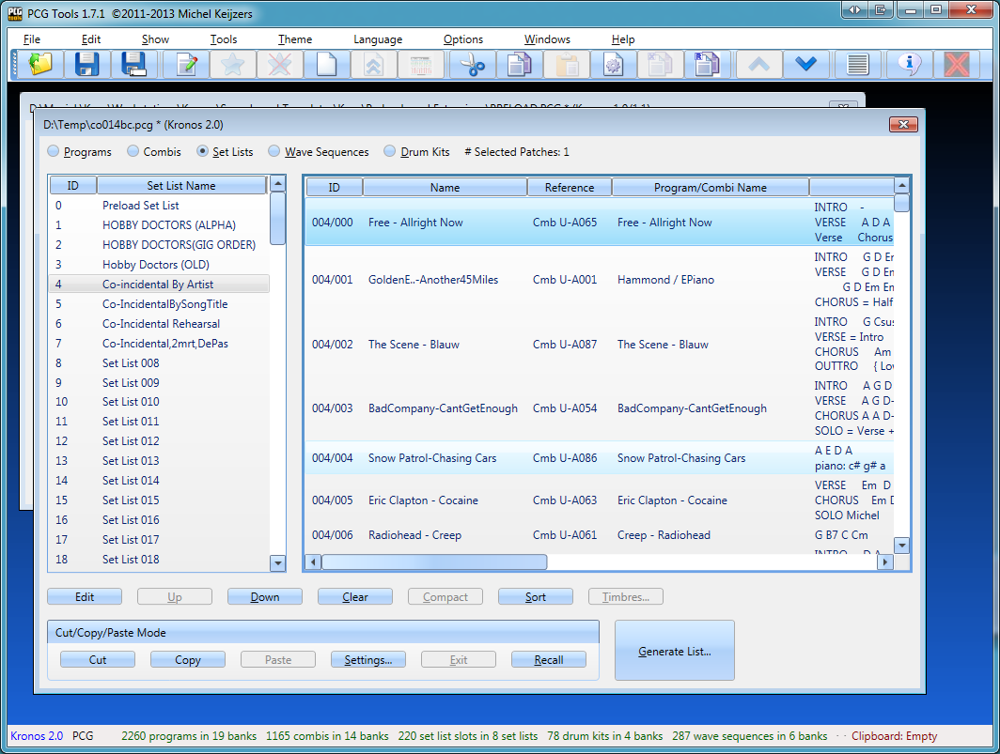 PCG Tools 1.7.1 ©2011-2013 Michel Keijzers
File Edit Show Tools Theme Language Options Windows Help
D:\Temp\co014bc.pcg * (Kronos 2.0)
Programs Combis Set Lists Wave Sequences Drum Kits # Selected Patches: 1
ID Set List Name
0 Preload Set List
1 HOBBY DOCTORS (ALPHA)
2 HOBBY DOCTORS(GIG ORDER)
3 Hobby Doctors (OLD)
4 Co-incidental By Artist
5 Co-IncidentalBySongTitle
6 Co-Incidental Rehearsal
7 Co-Incidental,2mrt,DePas
8 Set List 008
9 Set List 009
10 Set List 010
11 Set List 011
12 Set List 012
13 Set List 013
14 Set List 014
15 Set List 015
16 Set List 016
17 Set List 017
18 Set List 018
ID Name Reference Program/Combi Name
004/000 Free - Allright Now Cmb U-A065 Free - Allright Now
INTRO -
VERSE A D A
Verse Chorus
004/001 GoldenE..-Another45Miles Cmb U-A001 Hammond / EPiano
INTRO G D Em
VERSE G D Em
G D Em Em
CHORUS = Half
004/002 The Scene - Blauw Cmb U-A087 The Scene - Blauw
INTRO G Csus
VERSE = Intro
CHORUS Am
OUTTRO { Lov
004/003 BadCompany-CantGetEnough Cmb U-A054 BadCompany-CantGetEnough
INTRO A G D
VERSE A G D-
CHORUS A A D-
SOLO = Verse +
004/004 Snow Patrol-Chasing Cars Cmb U-A086 Snow Patrol-Chasing Cars
A E D A
piano: c# g# a
004/005 Eric Clapton - Cocaine Cmb U-A063 Eric Clapton - Cocaine
VERSE Em D
CHORUS Em D
SOLO Michel
004/006 Radiohead - Creep Cmb U-A061 Creep - Radiohead
G B7 C Cm
INTRO D A
Edit Up Down Clear Compact Sort Timbres...
Cut/Copy/Paste Mode
Cut Copy Paste Settings... Exit Recall
Generate List...
Kronos 2.0 PCG 2260 programs in 19 banks 1165 combis in 14 banks 220 set list slots in 8 set lists 78 drum kits in 4 banks 287 wave sequences in 6 banks - - Clipboard: Empty